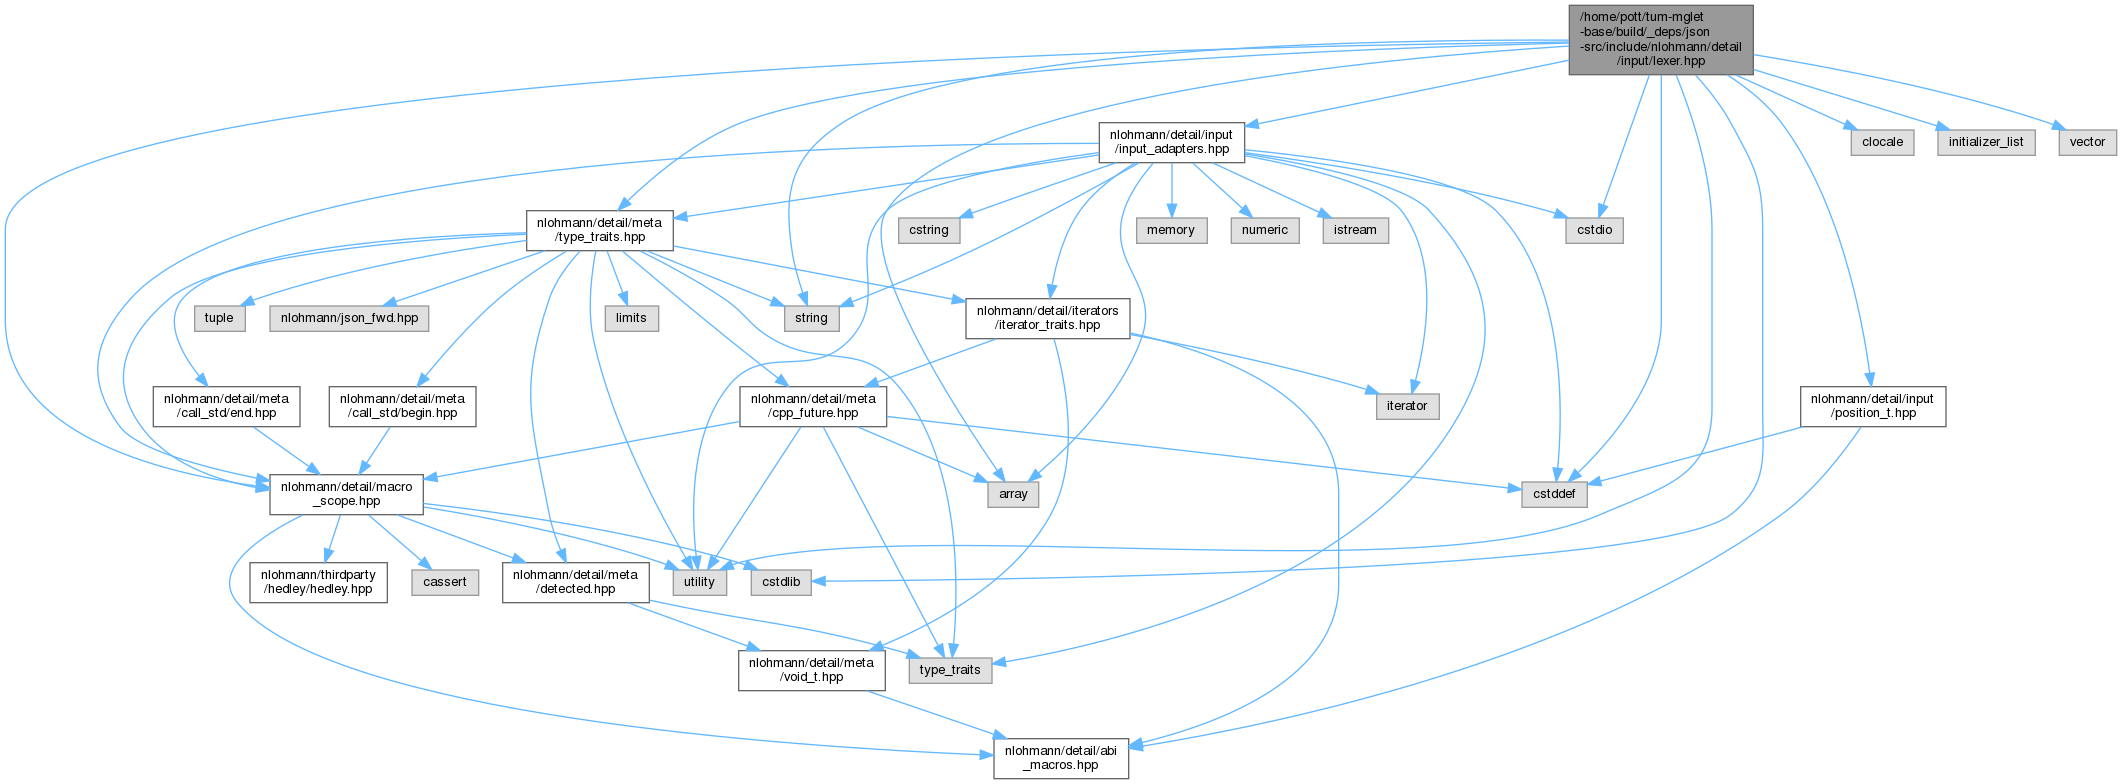 /home/pott/tum-mglet
-base/build/_deps/json
-src/include/nlohmann/detail
/input/lexer.hpp
nlohmann/detail/input
/input_adapters.hpp
clocale
initializer_list
vector
nlohmann/detail/meta
/type_traits.hpp
cstring
memory
numeric
istream
cstdio
tuple
nlohmann/json_fwd.hpp
limits
string
nlohmann/detail/iterators
/iterator_traits.hpp
nlohmann/detail/meta
/call_std/end.hpp
nlohmann/detail/meta
/call_std/begin.hpp
nlohmann/detail/meta
/cpp_future.hpp
iterator
nlohmann/detail/input
/position_t.hpp
nlohmann/detail/macro
_scope.hpp
array
cstddef
nlohmann/thirdparty
/hedley/hedley.hpp
cassert
nlohmann/detail/meta
/detected.hpp
utility
cstdlib
nlohmann/detail/meta
/void_t.hpp
type_traits
nlohmann/detail/abi
_macros.hpp